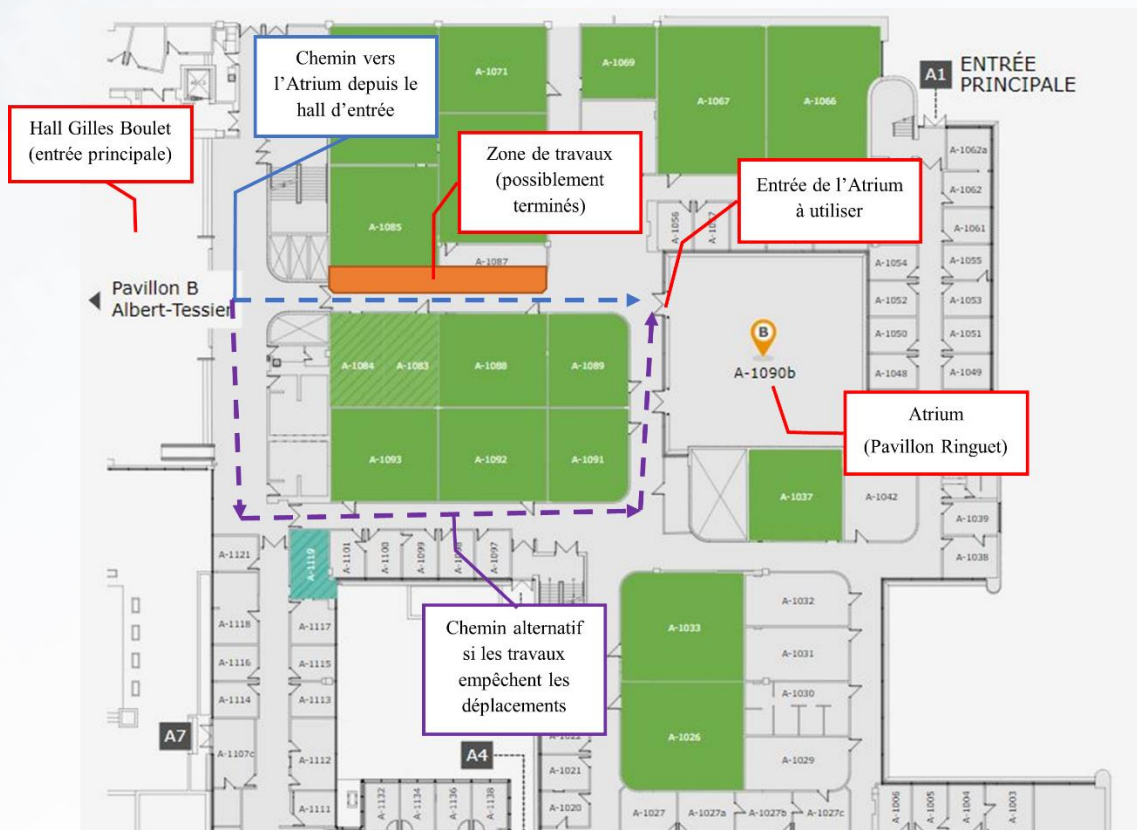 Chemin vers
l'Atrium depuis le
hall d'entrée
A-1071
A-1069
A-1067
A-1066
A1
ENTRÉE
PRINCIPALE
Hall Gilles Boulet
(entrée principale)
Zone de travaux
(possiblement
terminés)
Entrée de l'Atrium
à utiliser
A-1062a
A-1062
A-1061
A-1056
A-1057
A-1085
A-1087
A-1054
A-1055
A-1052
A-1053
A-1050
A-1051
A-1048
A-1049
Pavillon B
Albert-Tessier
B
A-1090b
A-1084
A-1083
A-1088
A-1089
Atrium
(Pavillon Ringuet)
A-1093
A-1092
A-1091
A-1037
A-1042
A-1039
A-1038
A-1121
A-1119
A-1101
A-1100
A-1099
A-1098
A-1097
A-1118
A-1117
A-1116
A-1115
A-1114
A-1113
Chemin alternatif
si les travaux
empêchent les
déplacements
A-1033
A-1032
A-1031
A-1030
A-1026
A-1029
A7
A-1107c
A-1112
A-1111
A4
A-1022
A-1021
A-1020
A-1132
A-1134
A-1136
A-1138
A-1027
A-1027a
A-1027b
A-1027c
A-1006
A-1005
A-1004
A-1003